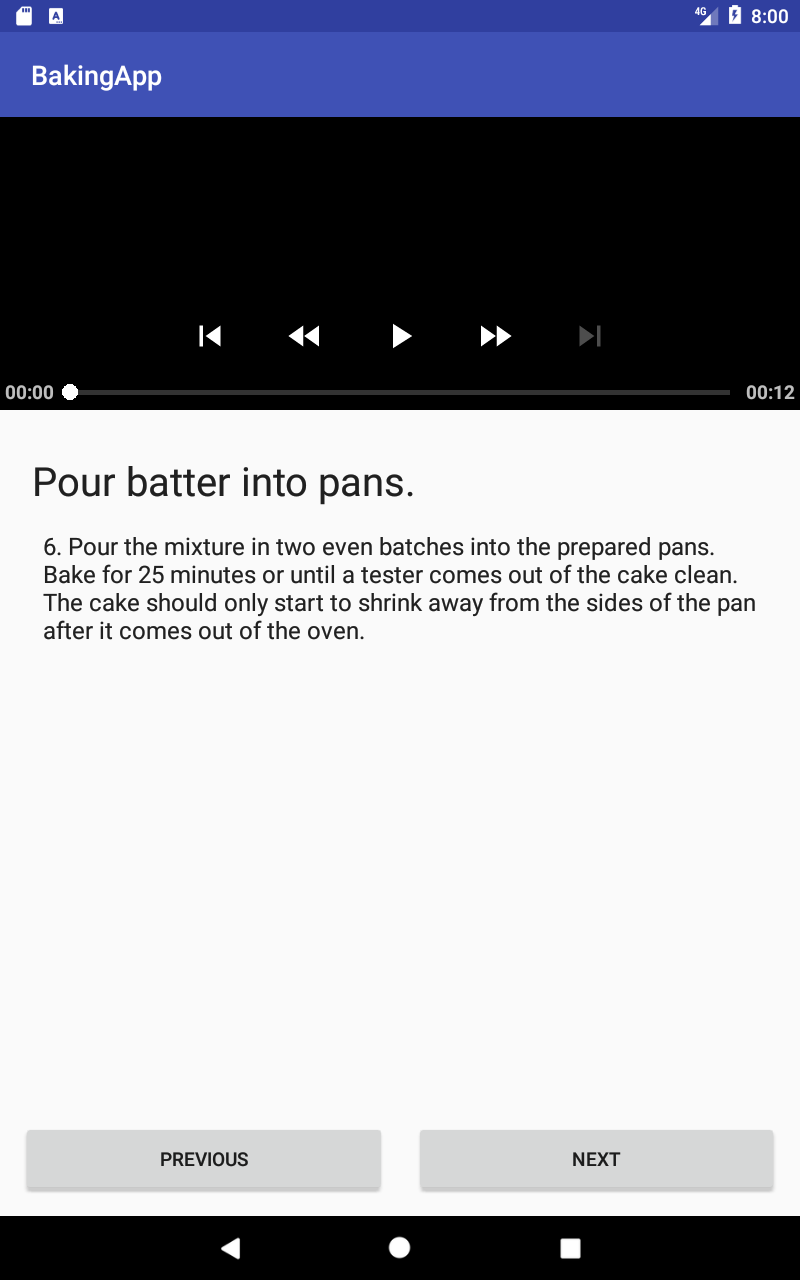 4G 8:00
BakingApp
00:00 00:12
Pour batter into pans.
6. Pour the mixture in two even batches into the prepared pans.
Bake for 25 minutes or until a tester comes out of the cake clean.
The cake should only start to shrink away from the sides of the pan
after it comes out of the oven.
PREVIOUS NEXT